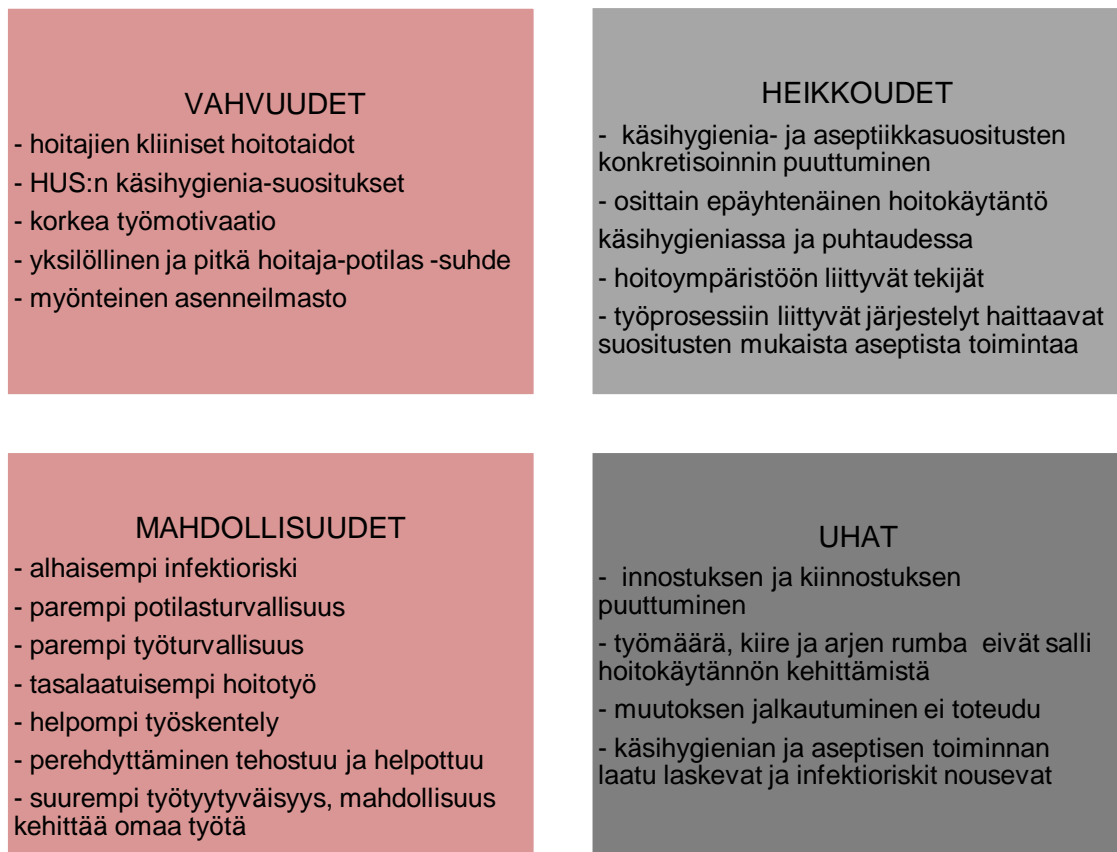 VAHVUUDET
- hoitajien kliiniset hoitotaidot
- HUS:n käsihygienia-suositukset
- korkea työmotivaatio
- yksilöllinen ja pitkä hoitaja-potilas -suhde
- myönteinen asenneilmasto
HEIKKOUDET
- käsihygienia- ja aseptiikkasuositusten
konkretisoinnin puuttuminen
- osittain epäyhtenäinen hoitokäytäntö
käsihygieniassa ja puhtaudessa
- hoitoympäristöön liittyvät tekijät
- työprosessiin liittyvät järjestelyt haittaavat
suositusten mukaista aseptista toimintaa
MAHDOLLISUUDET
- alhaisempi infektioriski
- parempi potilasturvallisuus
- parempi työturvallisuus
- tasalaatuisempi hoitotyö
- helpompi työskentely
- perehdyttäminen tehostuu ja helpottuu
- suurempi työtyytyväisyys, mahdollisuus
kehittää omaa työtä
UHAT
- innostuksen ja kiinnostuksen
puuttuminen
- työmäärä, kiire ja arjen rumba eivät salli
hoitokäytännön kehittämistä
- muutoksen jalkautuminen ei toteudu
- käsihygienian ja aseptisen toiminnan
laatu laskevat ja infektioriskit nousevat